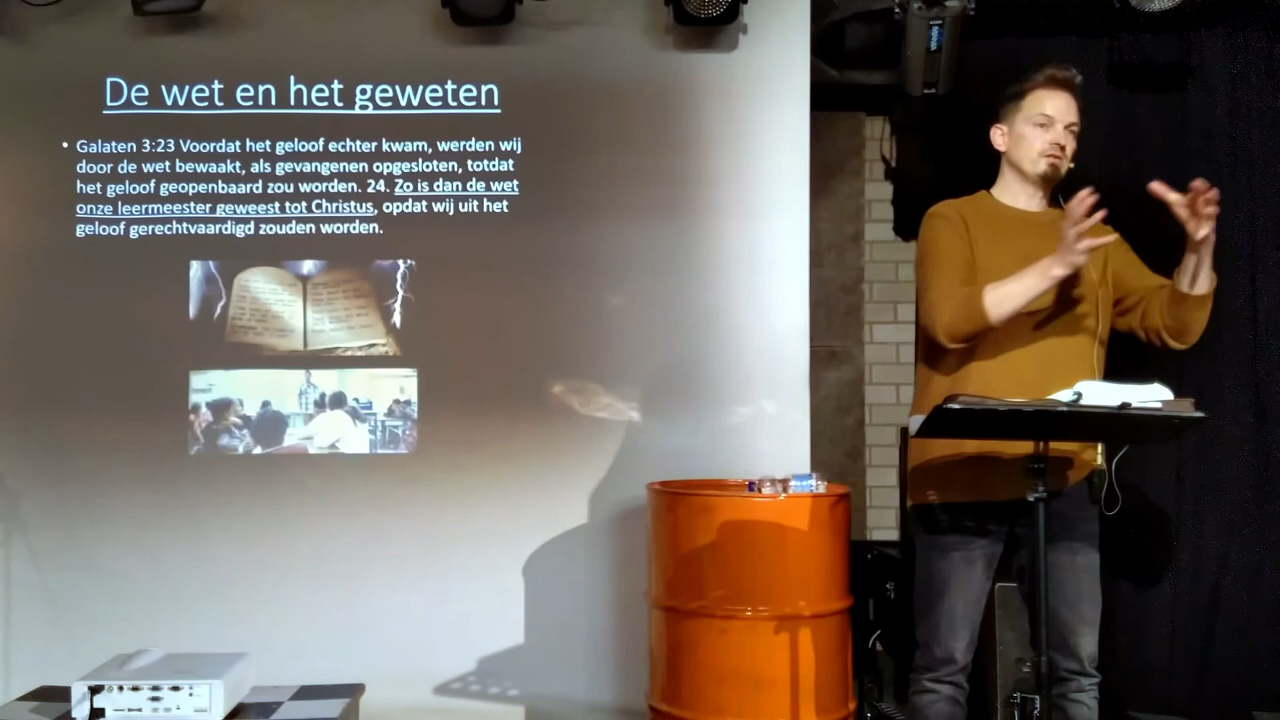 De wet en het geweten
• Galaten 3:23 Voordat het geloof echter kwam, werden wij
door de wet bewaakt, als gevangenen opgesloten, totdat
het geloof geopenbaard zou worden. 24. Zo is dan de wet
onze leermeester geweest tot Christus, opdat wij uit het
geloof gerechtvaardigd zouden worden.